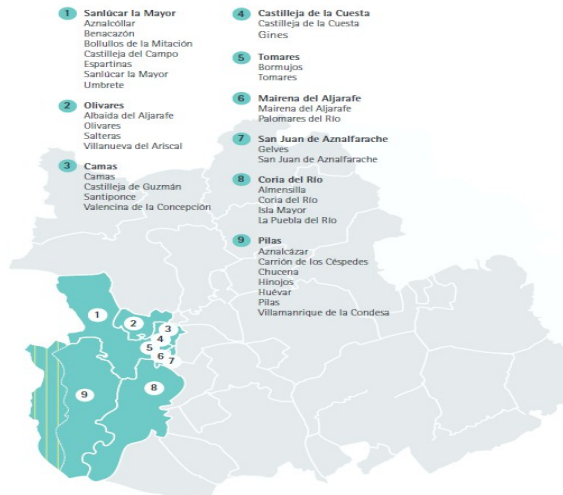 1 Sanlúcar la Mayor
Aznalcóllar
Benacazón
Bollullos de la Mitación
Castilleja del Campo
Espartinas
Sanlúcar la Mayor
Umbrete
2 Olivares
Albaida del Aljarafe
Olivares
Salteras
Villanueva del Ariscal
3 Camas
Camas
Castilleja de Guzmán
Santiponce
Valencina de la Concepción
4 Castilleja de la Cuesta
Castilleja de la Cuesta
Gines
5 Tomares
Bormujos
Tomares
6 Mairena del Aljarafe
Mairena del Aljarafe
Palomares del Río
7 San Juan de Aznalfarache
Gelves
San Juan de Aznalfarache
8 Coria del Río
Almensilla
Coria del Río
Isla Mayor
La Puebla del Río
9 Pilas
Aznalcázar
Carrión de los Céspedes
Chucena
Hinojos
Huévar
Pilas
Villamanrique de la Condesa
1
2
3
4
5
6
7
8
9